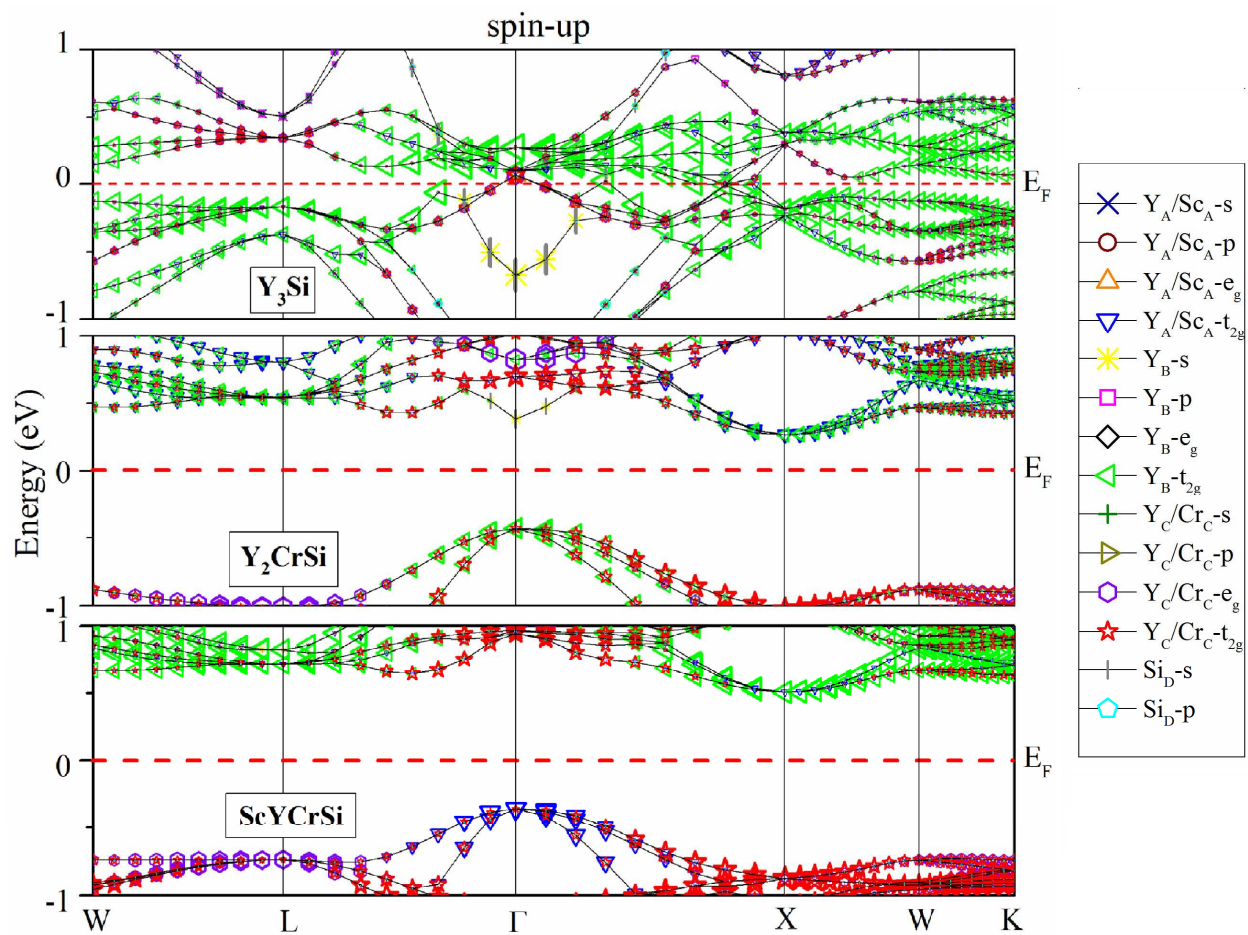 spin-up
1
0
-1
E_F
Y₃Si
1
0
-1
E_F
Y₂CrSi
1
0
-1
E_F
ScYCrSi
Energy (eV)
W L Γ X W K
Y_A/Sc_A-s
Y_A/Sc_A-p
Y_A/Sc_A-e_g
Y_A/Sc_A-t_2g
Y_B-s
Y_B-p
Y_B-e_g
Y_B-t_2g
Y_C/Cr_C-s
Y_C/Cr_C-p
Y_C/Cr_C-e_g
Y_C/Cr_C-t_2g
Si_D-s
Si_D-p